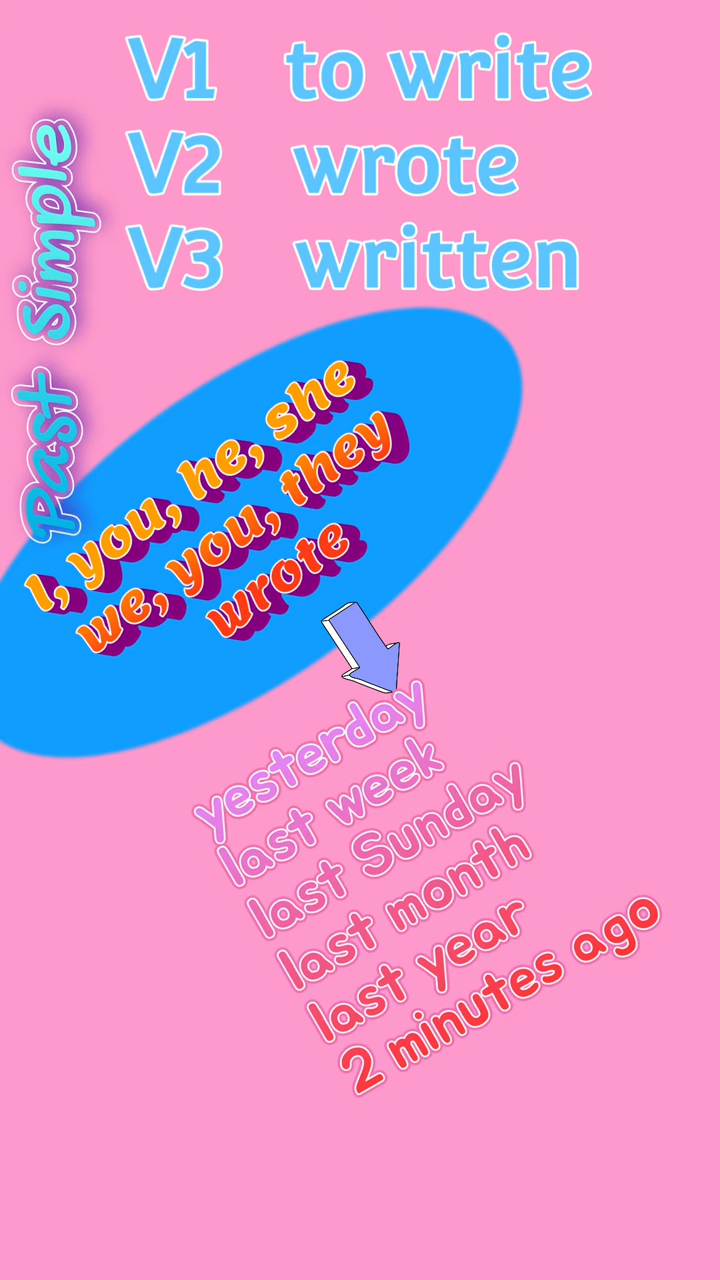 V1 to write
V2 wrote
V3 written
Past Simple
I, you, he, she
we, you, they
wrote
yesterday
last week
last Sunday
last month
last year
2 minutes ago